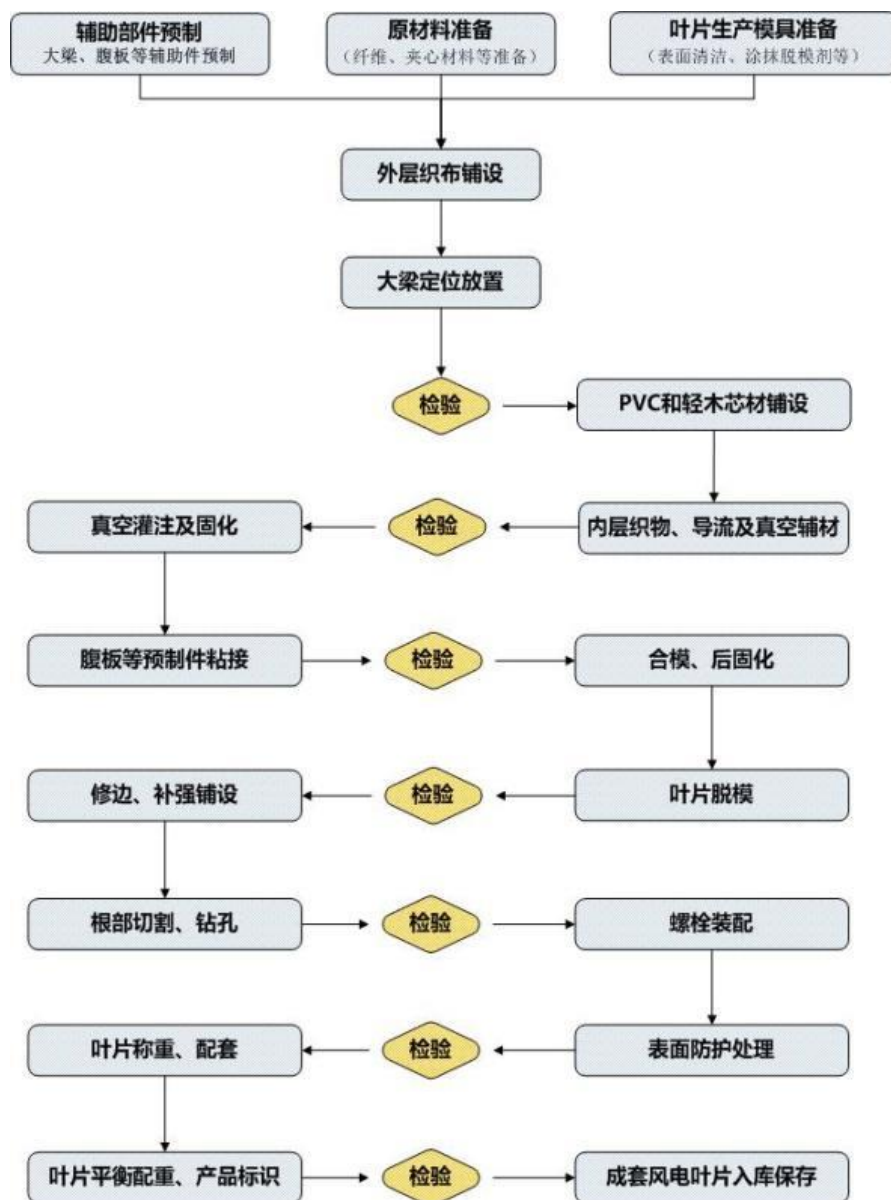 辅助部件预制
大梁、腹板等辅助件预制
原材料准备
（纤维、夹心材料等准备）
叶片生产模具准备
（表面清洁、涂抹脱模剂等）
外层织布铺设
大梁定位放置
检验
PVC和轻木芯材铺设
真空灌注及固化
检验
内层织物、导流及真空辅材
腹板等预制件粘接
检验
合模、后固化
修边、补强铺设
检验
叶片脱模
根部切割、钻孔
检验
螺栓装配
叶片称重、配套
检验
表面防护处理
叶片平衡配重、产品标识
检验
成套风电叶片入库保存